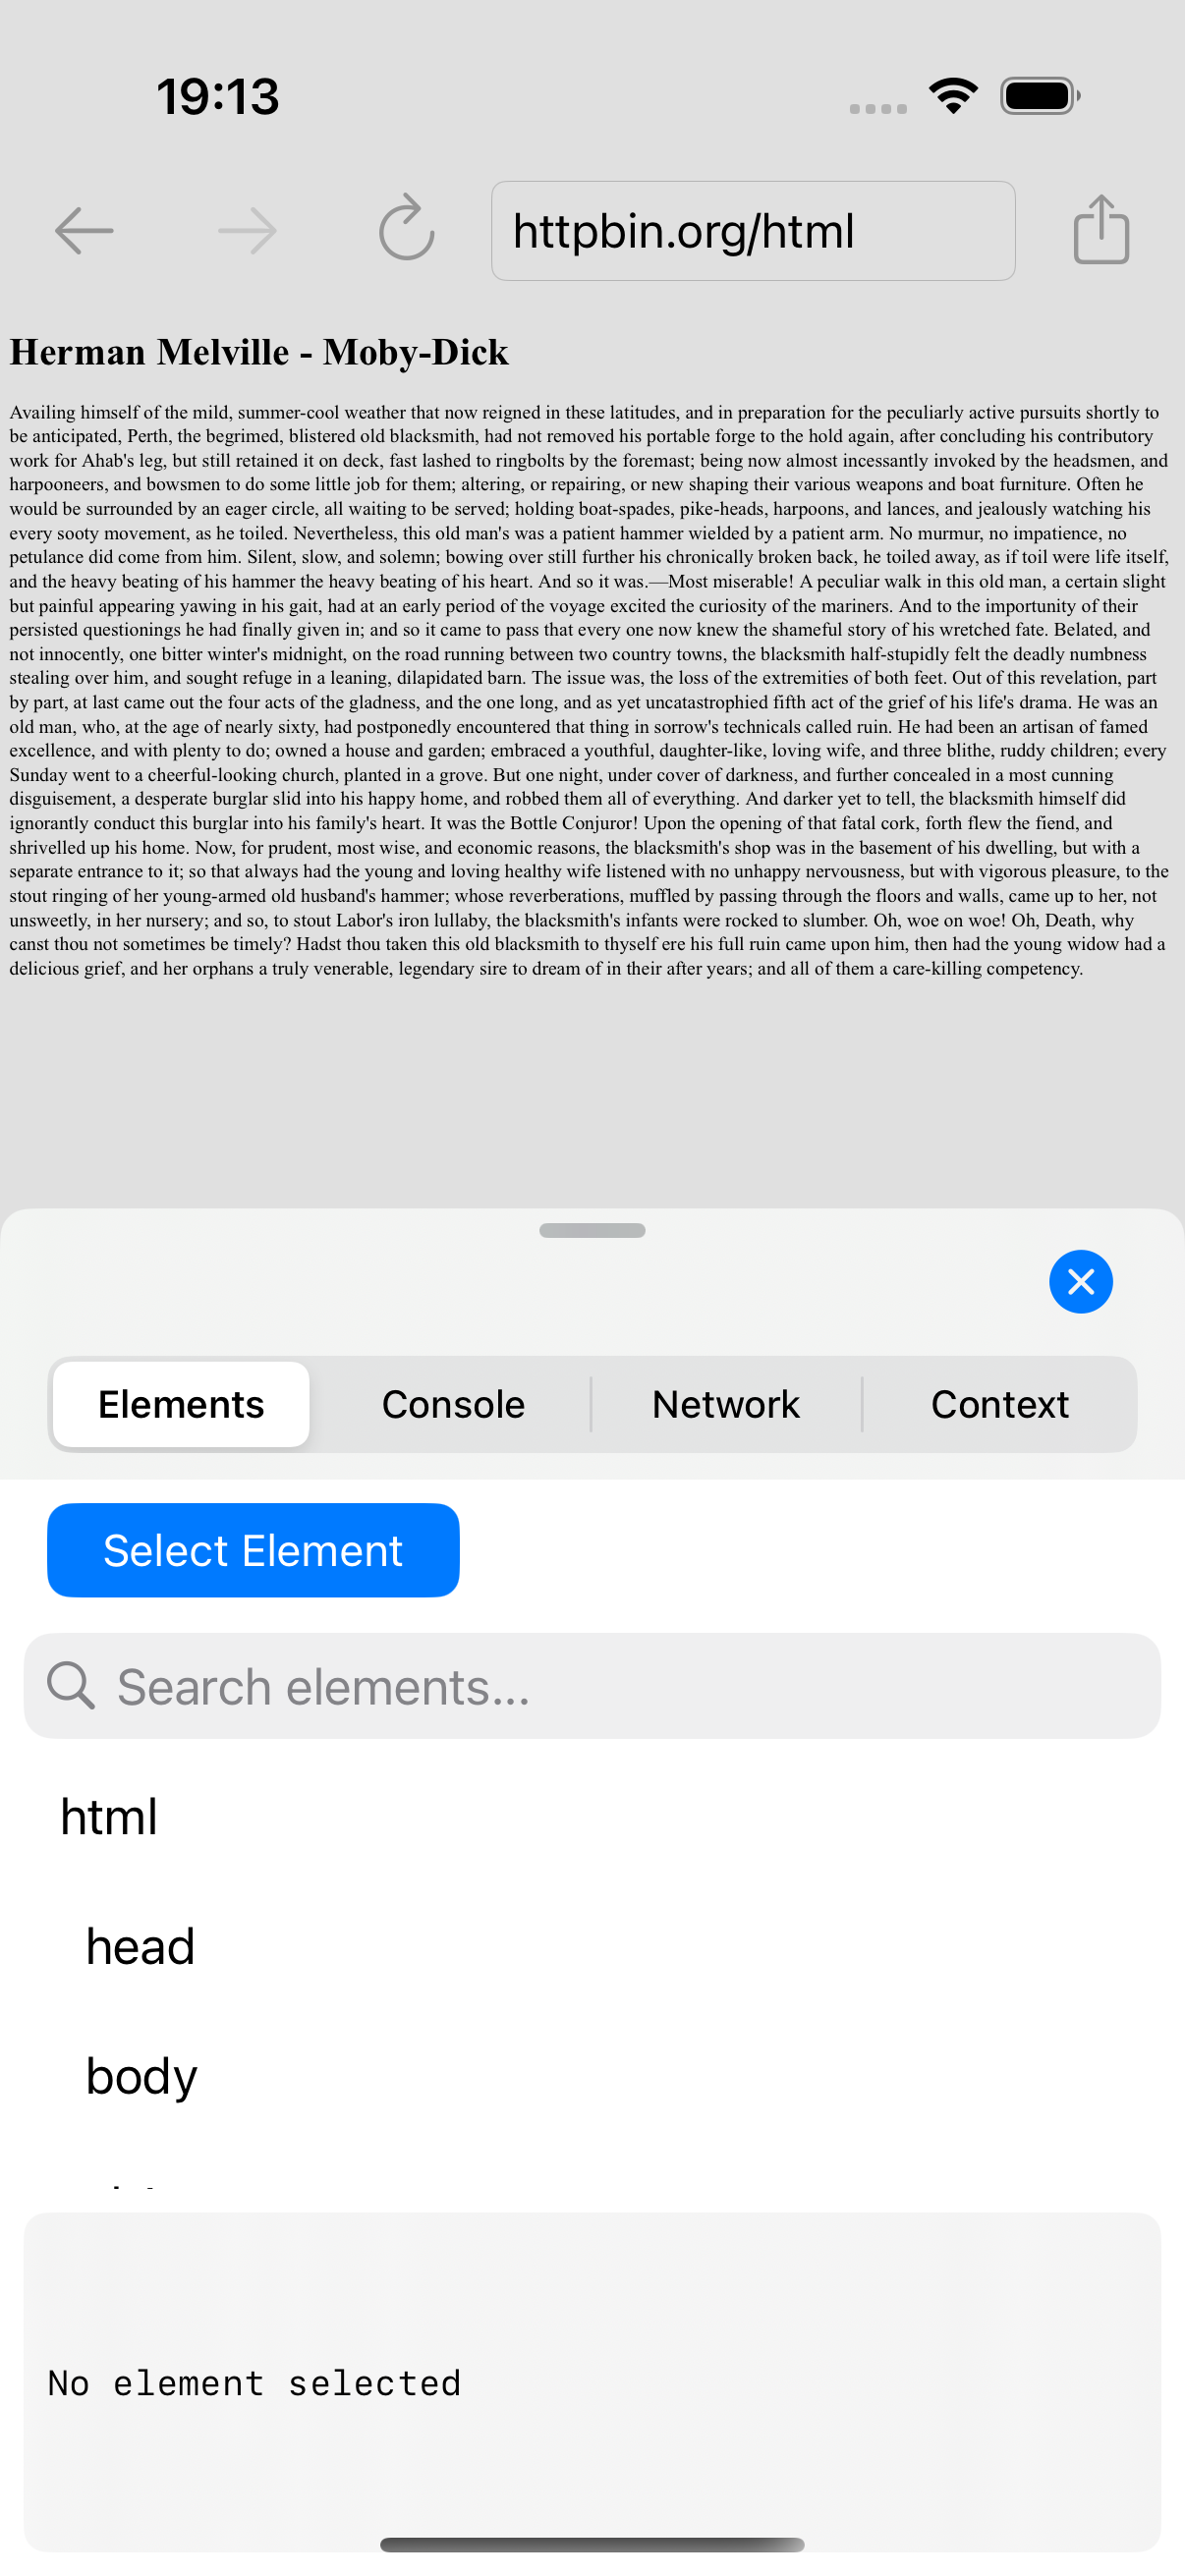 19:13
httpbin.org/html
Herman Melville - Moby-Dick
Availing himself of the mild, summer-cool weather that now reigned in these latitudes, and in preparation for the peculiarly active pursuits shortly to
be anticipated, Perth, the begrimed, blistered old blacksmith, had not removed his portable forge to the hold again, after concluding his contributory
work for Ahab's leg, but still retained it on deck, fast lashed to ringbolts by the foremast; being now almost incessantly invoked by the headsmen, and
harpooneers, and bowsmen to do some little job for them; altering, or repairing, or new shaping their various weapons and boat furniture. Often he
would be surrounded by an eager circle, all waiting to be served; holding boat-spades, pike-heads, harpoons, and lances, and jealously watching his
every sooty movement, as he toiled. Nevertheless, this old man's was a patient hammer wielded by a patient arm. No murmur, no impatience, no
petulance did come from him. Silent, slow, and solemn; bowing over still further his chronically broken back, he toiled away, as if toil were life itself,
and the heavy beating of his hammer the heavy beating of his heart. And so it was.—Most miserable! A peculiar walk in this old man, a certain slight
but painful appearing yawing in his gait, had at an early period of the voyage excited the curiosity of the mariners. And to the importunity of their
persisted questionings he had finally given in; and so it came to pass that every one now knew the shameful story of his wretched fate. Belated, and
not innocently, one bitter winter's midnight, on the road running between two country towns, the blacksmith half-stupidly felt the deadly numbness
stealing over him, and sought refuge in a leaning, dilapidated barn. The issue was, the loss of the extremities of both feet. Out of this revelation, part
by part, at last came out the four acts of the gladness, and the one long, and as yet uncatastrophied fifth act of the grief of his life's drama. He was an
old man, who, at the age of nearly sixty, had postponedly encountered that thing in sorrow's technicals called ruin. He had been an artisan of famed
excellence, and with plenty to do; owned a house and garden; embraced a youthful, daughter-like, loving wife, and three blithe, ruddy children; every
Sunday went to a cheerful-looking church, planted in a grove. But one night, under cover of darkness, and further concealed in a most cunning
disguisement, a desperate burglar slid into his happy home, and robbed them all of everything. And darker yet to tell, the blacksmith himself did
ignorantly conduct this burglar into his family's heart. It was the Bottle Conjuror! Upon the opening of that fatal cork, forth flew the fiend, and
shrivelled up his home. Now, for prudent, most wise, and economic reasons, the blacksmith's shop was in the basement of his dwelling, but with a
separate entrance to it; so that always had the young and loving healthy wife listened with no unhappy nervousness, but with vigorous pleasure, to the
stout ringing of her young-armed old husband's hammer; whose reverberations, muffled by passing through the floors and walls, came up to her, not
unsweetly, in her nursery; and so, to stout Labor's iron lullaby, the blacksmith's infants were rocked to slumber. Oh, woe on woe! Oh, Death, why
canst thou not sometimes be timely? Hadst thou taken this old blacksmith to thyself ere his full ruin came upon him, then had the young widow had a
delicious grief, and her orphans a truly venerable, legendary sire to dream of in their after years; and all of them a care-killing competency.
Elements
Console
Network
Context
Select Element
Search elements...
html
head
body
No element selected